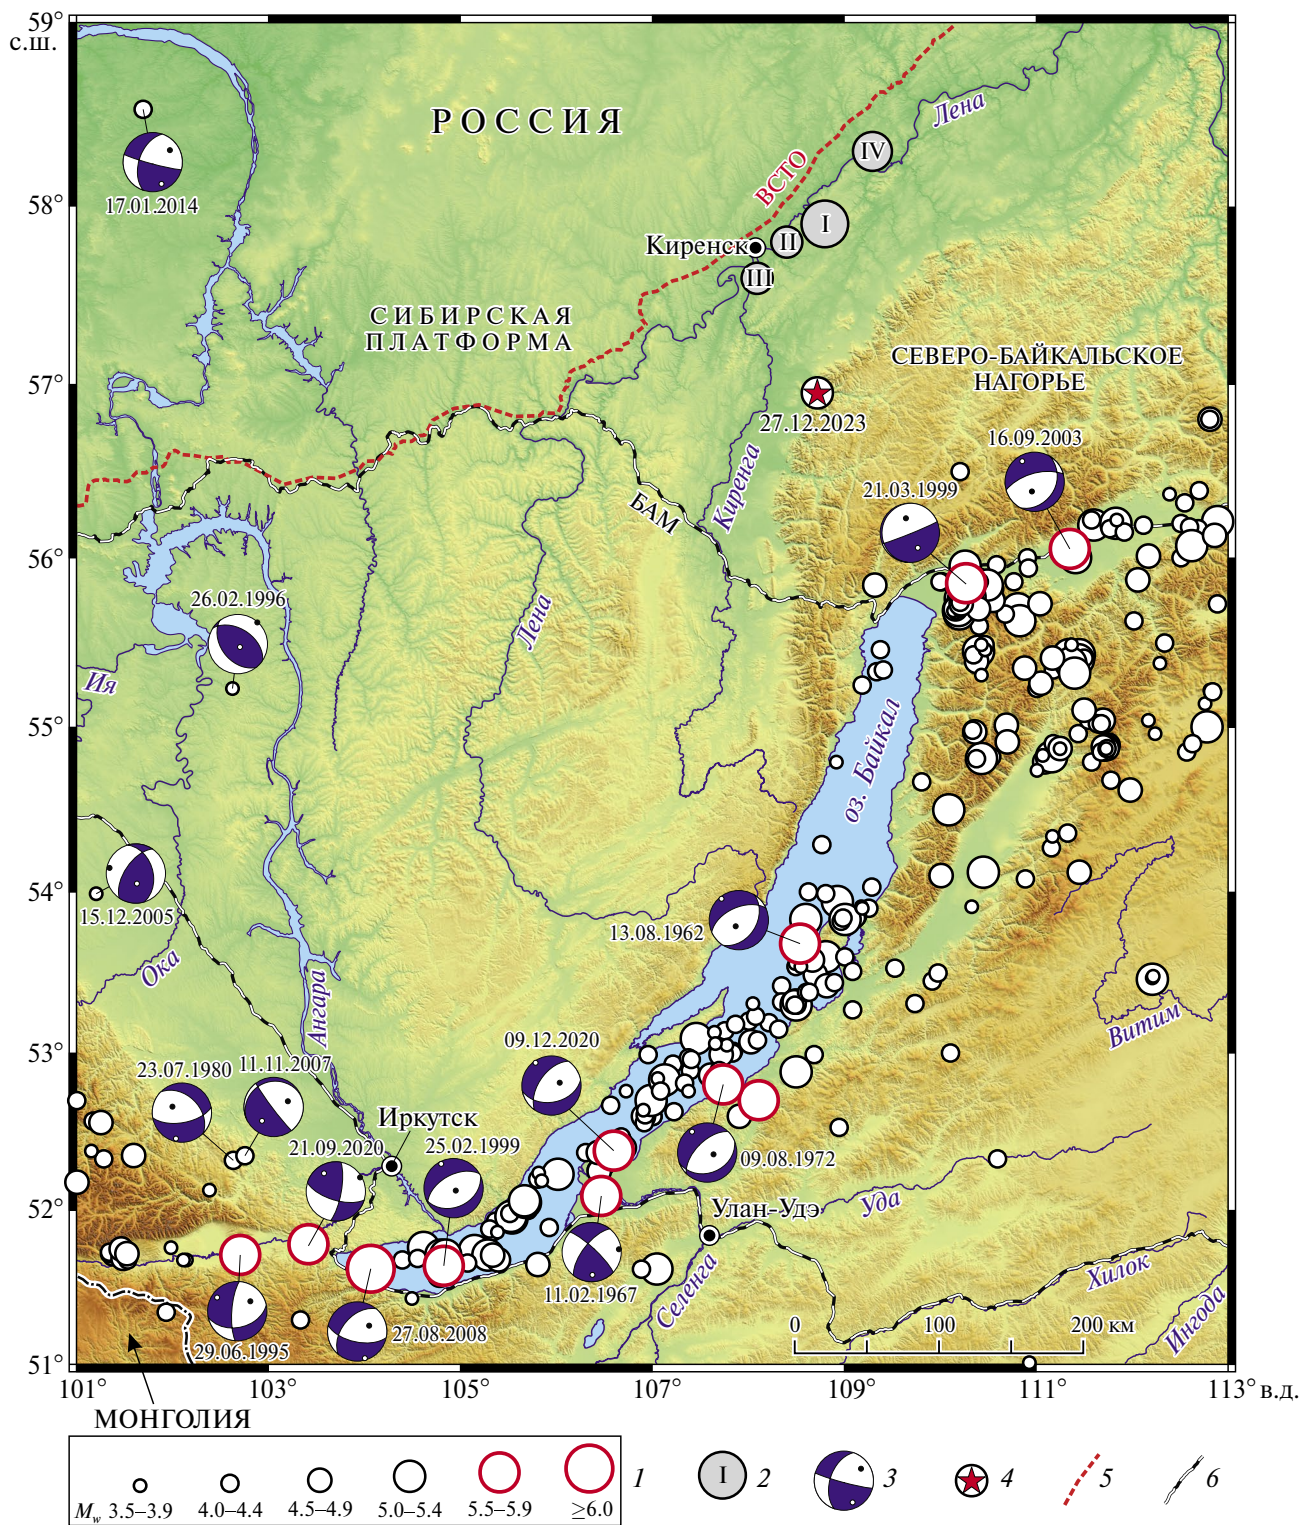 59°
с.ш.
РОССИЯ
Лена
IV
17.01.2014
58°
ВСТО
I
II
Киренск
III
СИБИРСКАЯ
ПЛАТФОРМА
СЕВЕРО-БАЙКАЛЬСКОЕ
НАГОРЬЕ
57°
27.12.2023
16.09.2003
21.03.1999
Киренга
БАМ
56°
26.02.1996
Лена
Ия
55°
оз. Байкал
54°
15.12.2005
13.08.1962
Ока
Ангара
Витим
53°
09.12.2020
23.07.1980
11.11.2007
Иркутск
21.09.2020
25.02.1999
09.08.1972
52°
Улан-Удэ
Уда
Селенга
Хилок
11.02.1967
Ингода
27.08.2008
29.06.1995
0 100 200 км
51°
101° 103° 105° 107° 109° 111° 113° в.д.
МОНГОЛИЯ
1 I 2 3 4 5 6
Mw 3.5–3.9 4.0–4.4 4.5–4.9 5.0–5.4 5.5–5.9 ≥6.0